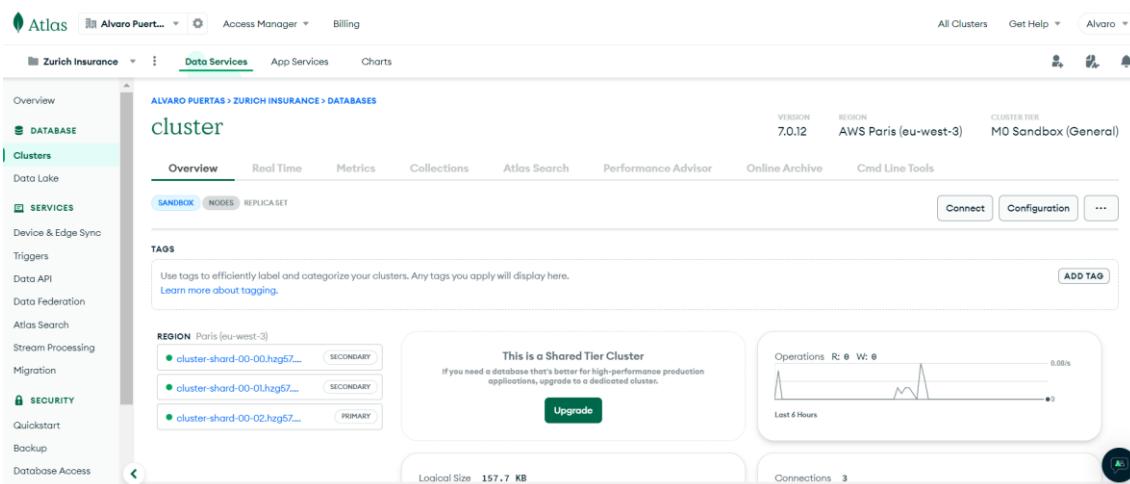 Atlas Alvaro Puert... Access Manager Billing All Clusters Get Help Alvaro
Zurich Insurance Data Services App Services Charts
Overview
DATABASE
Clusters
Data Lake
SERVICES
Device & Edge Sync
Triggers
Data API
Data Federation
Atlas Search
Stream Processing
Migration
SECURITY
Quickstart
Backup
Database Access
ALVARO PUERTAS > ZURICH INSURANCE > DATABASES
cluster
VERSION
7.0.12
REGION
AWS Paris (eu-west-3)
CLUSTER TIER
M0 Sandbox (General)
Overview Real Time Metrics Collections Atlas Search Performance Advisor Online Archive Cmd Line Tools
SANDBOX NODES REPLICA SET
Connect Configuration ...
TAGS
Use tags to efficiently label and categorize your clusters. Any tags you apply will display here.
Learn more about tagging.
ADD TAG
REGION Paris (eu-west-3)
cluster-shard-00-00.hzg57.... SECONDARY
cluster-shard-00-01.hzg57.... SECONDARY
cluster-shard-00-02.hzg57.... PRIMARY
This is a Shared Tier Cluster
If you need a database that's better for high-performance production
applications, upgrade to a dedicated cluster.
Upgrade
Operations R: 0 W: 0
0.08/s
0
Last 6 Hours
Logical Size 157.7 KB
Connections 3